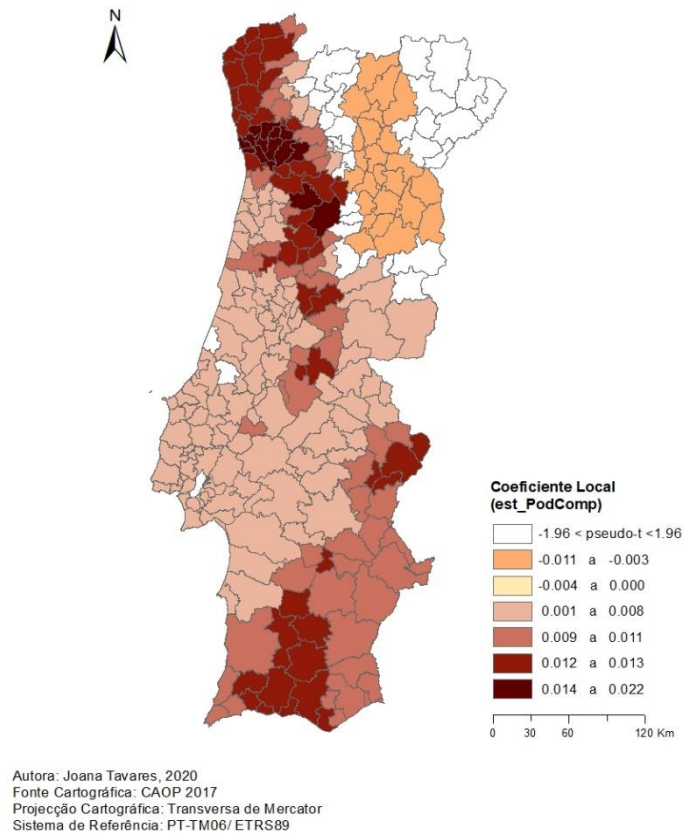 N
Coeficiente Local
(est_PodComp)
-1.96 < pseudo-t <1.96
-0.011 a -0.003
-0.004 a 0.000
0.001 a 0.008
0.009 a 0.011
0.012 a 0.013
0.014 a 0.022
0 30 60 120 Km
Autora: Joana Tavares, 2020
Fonte Cartográfica: CAOP 2017
Projecção Cartográfica: Transversa de Mercator
Sistema de Referência: PT-TM06/ ETRS89